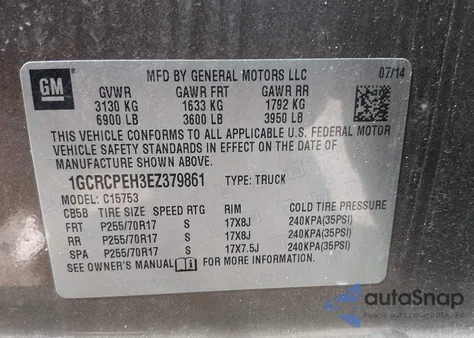 GM
MFD BY GENERAL MOTORS LLC 07/14
GVWR GAWR FRT GAWR RR
3130 KG 1633 KG 1792 KG
6900 LB 3600 LB 3950 LB
THIS VEHICLE CONFORMS TO ALL APPLICABLE U.S. FEDERAL MOTOR
VEHICLE SAFETY STANDARDS IN EFFECT ON THE DATE OF
1GCRCPEH3EZ379861 TYPE: TRUCK
MODEL: C15753
CB5B TIRE SIZE SPEED RTG RIM COLD TIRE PRESSURE
FRT P255/70R17 S 17X8J 240KPA(35PSI)
RR P255/70R17 S 17X8J 240KPA(35PSI)
SPA P255/70R17 S 17X7.5J 240KPA(35PSI)
SEE OWNER'S MANUAL FOR MORE INFORMATION.
autoSnap